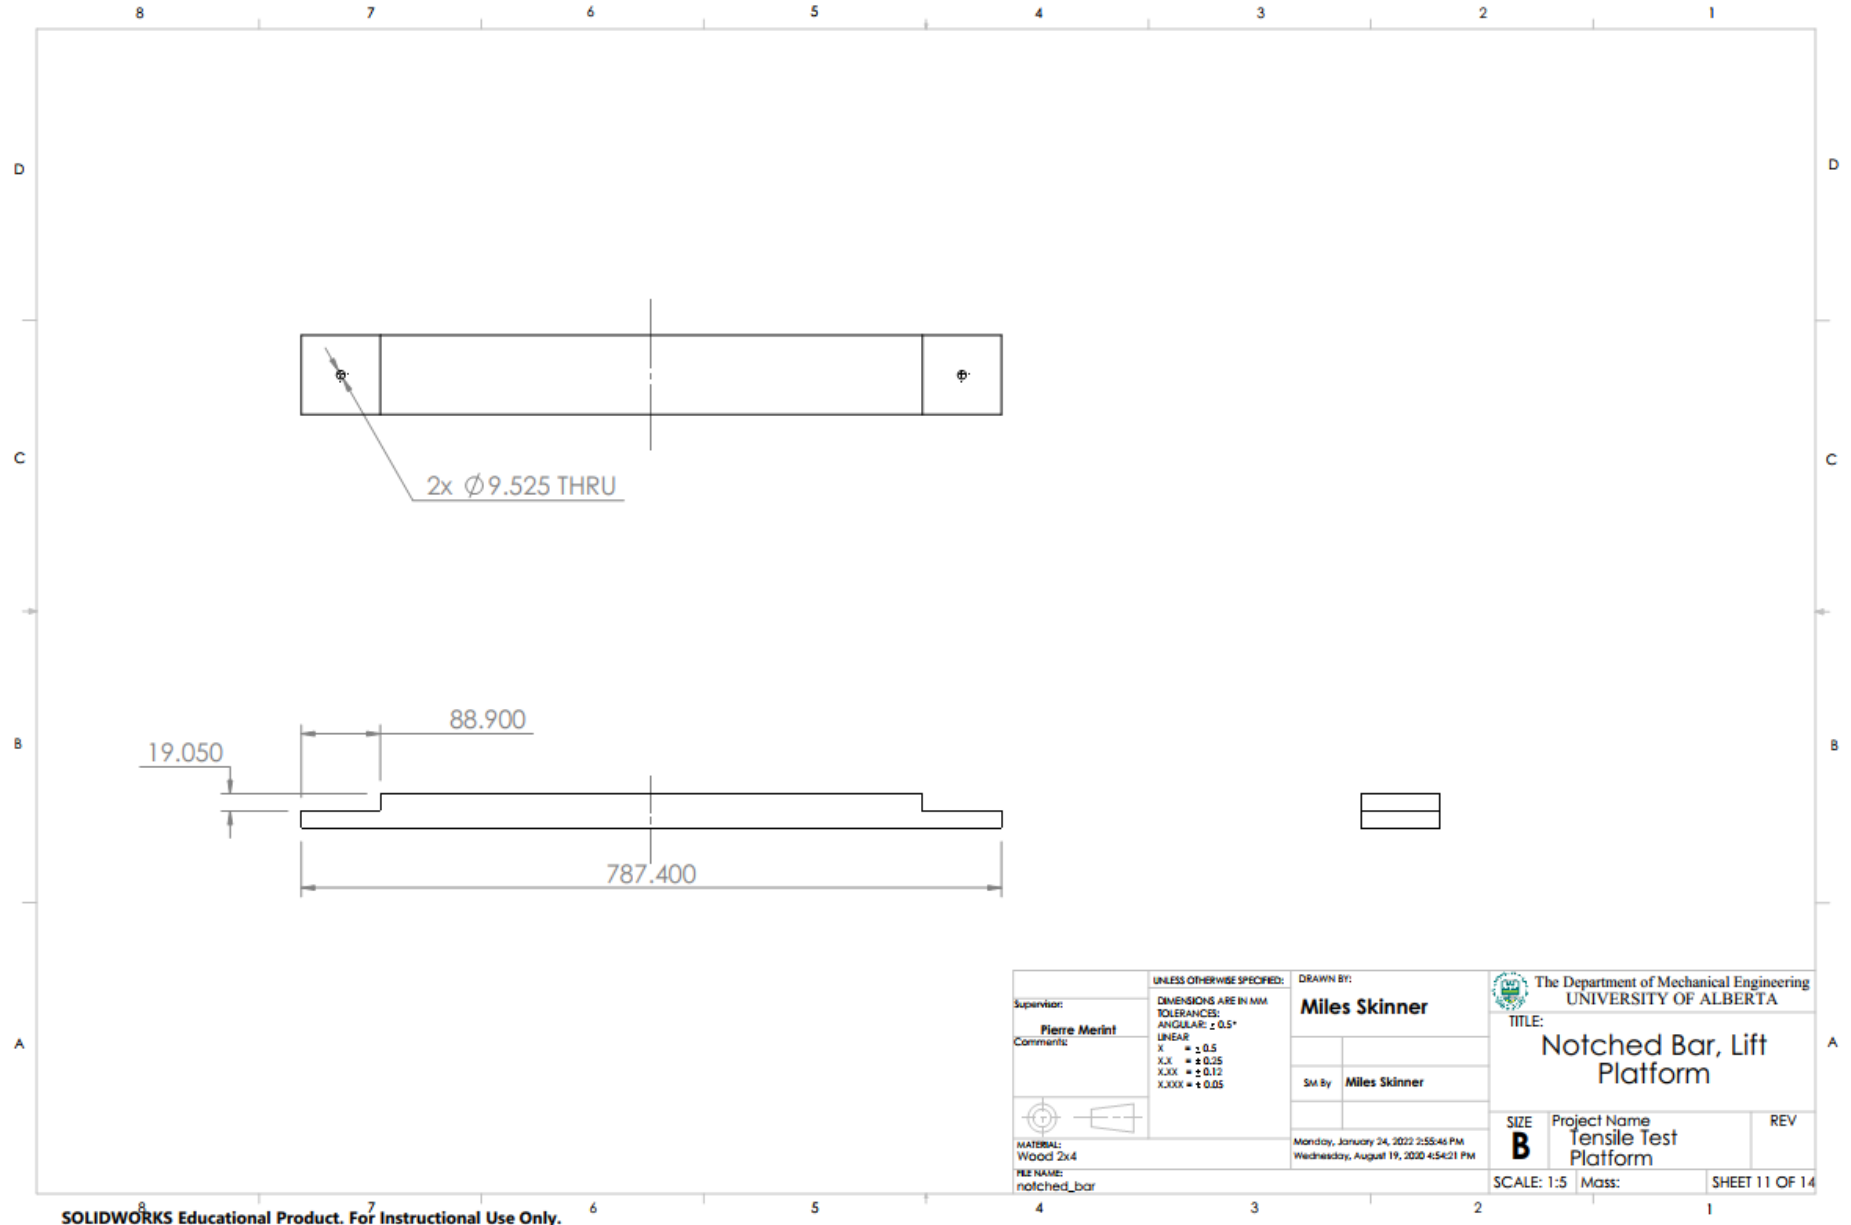 8 7 6 5 4 3 2 1
D D
2x Ø9.525 THRU
C C
88.900
19.050
B B
787.400
A A
UNLESS OTHERWISE SPECIFIED:
DIMENSIONS ARE IN MM
TOLERANCES:
ANGULAR: ± 0.5°
LINEAR
X = ± 0.5
X.X = ± 0.25
X.XX = ± 0.12
X.XXX = ± 0.05
Supervisor:
Pierre Merint
Comments:
MATERIAL:
Wood 2x4
FILE NAME:
notched_bar
DRAWN BY:
Miles Skinner
SM By Miles Skinner
Monday, January 24, 2022 2:55:46 PM
Wednesday, August 19, 2020 4:54:21 PM
The Department of Mechanical Engineering
UNIVERSITY OF ALBERTA
TITLE:
Notched Bar, Lift
Platform
SIZE
B
Project Name
Tensile Test
Platform
REV
SCALE: 1:5 Mass: SHEET 11 OF 14
8 7 6 5 4 3 2 1
SOLIDWORKS Educational Product. For Instructional Use Only.